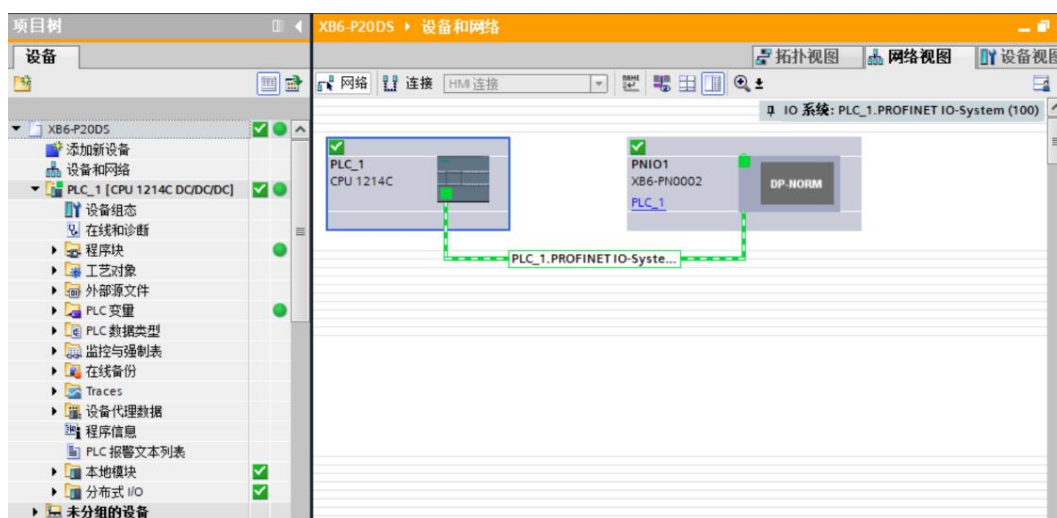 项目树
XB6-P20DS ▸ 设备和网络
设备
拓扑视图
网络视图
设备视图
网络
连接
HMI 连接
IO 系统: PLC_1.PROFINET IO-System (100)
XB6-P20DS
添加新设备
设备和网络
PLC_1 [CPU 1214C DC/DC/DC]
设备组态
在线和诊断
程序块
工艺对象
外部源文件
PLC 变量
PLC 数据类型
监控与强制表
在线备份
Traces
设备代理数据
程序信息
PLC 报警文本列表
本地模块
分布式 I/O
未分组的设备
PLC_1
CPU 1214C
PNIO1
XB6-PN0002
PLC_1
DP-NORM
PLC_1.PROFINET IO-Syste...